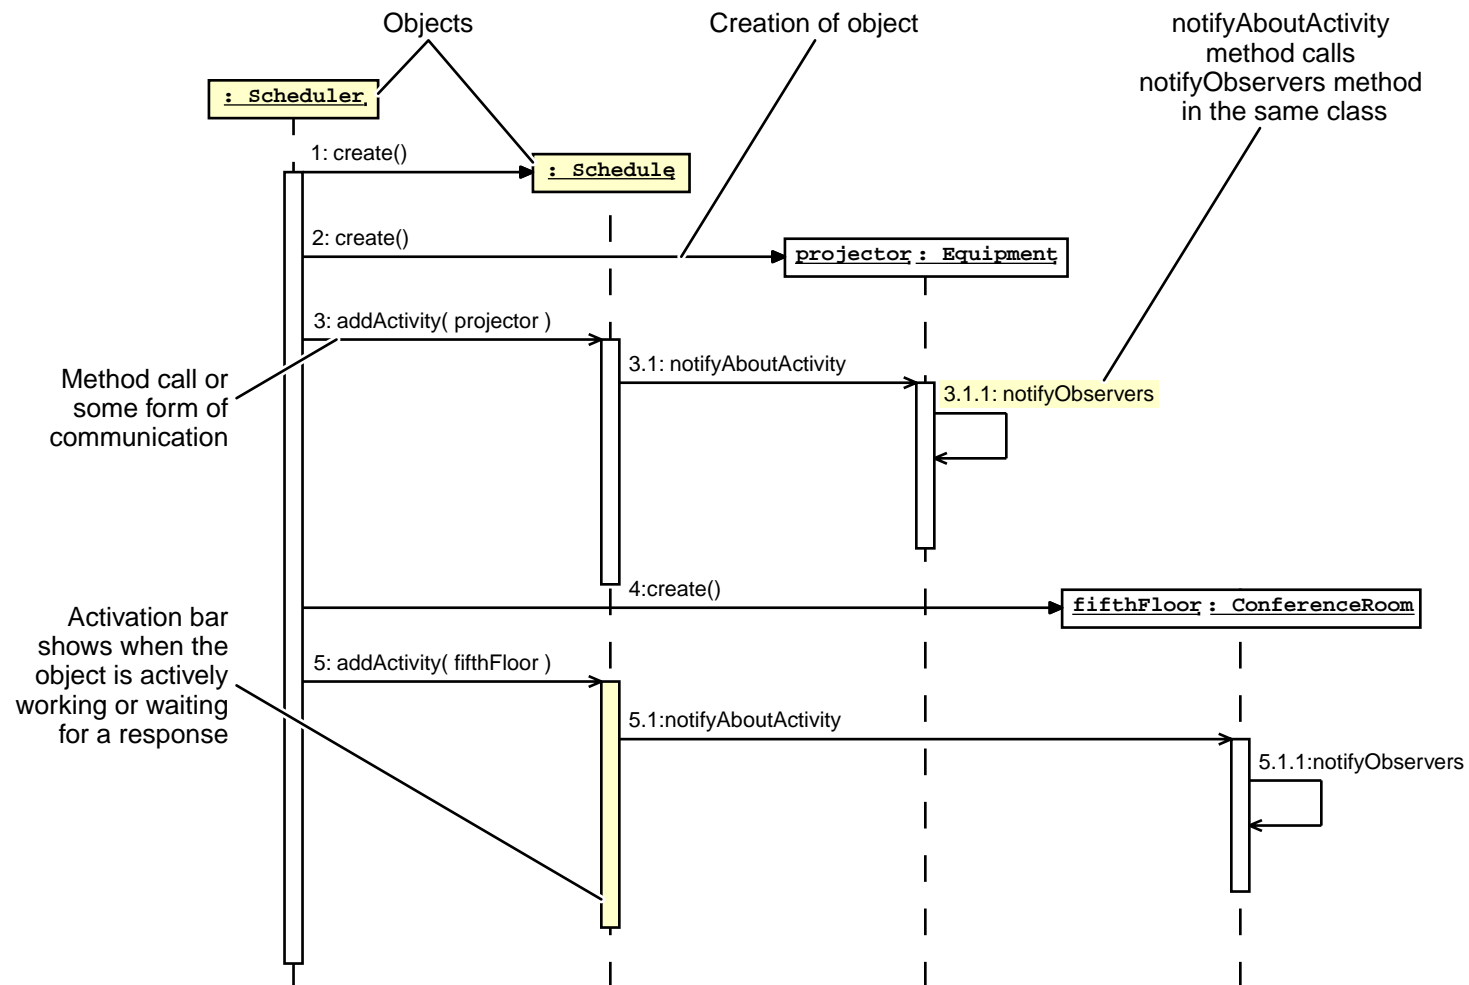 Objects
Creation of object
notifyAboutActivity
method calls
notifyObservers method
in the same class
: Scheduler
1: create()
: Schedule
2: create()
projector : Equipment
3: addActivity( projector )
3.1: notifyAboutActivity
3.1.1: notifyObservers
Method call or
some form of
communication
4:create()
fifthFloor : ConferenceRoom
Activation bar
shows when the
object is actively
working or waiting
for a response
5: addActivity( fifthFloor )
5.1:notifyAboutActivity
5.1.1:notifyObservers